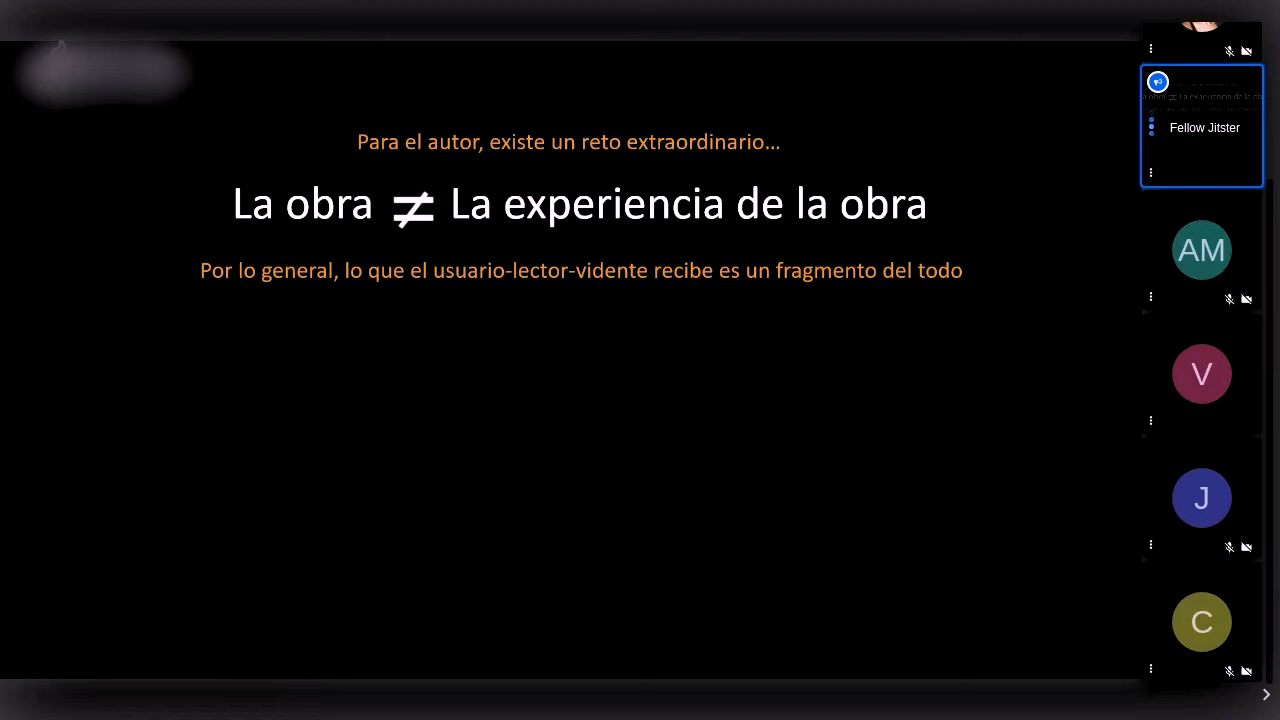 Para el autor, existe un reto extraordinario...
La obra ≠ La experiencia de la obra
Por lo general, lo que el usuario-lector-vidente recibe es un fragmento del todo
Fellow Jitster
AM
V
J
C